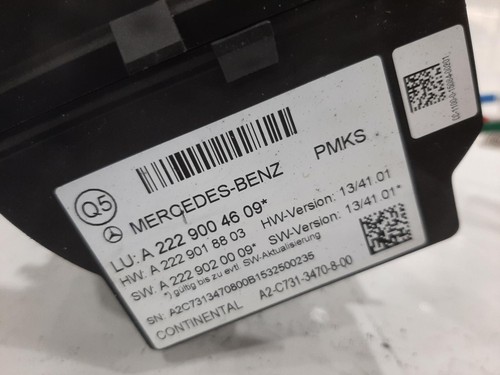 Q5
MERCEDES-BENZ PMKS
LU: A 222 900 46 09*
HW: A 222 901 88 03 HW-Version: 13/41.01
SW: A 222 902 00 09* SW-Version: 13/41.01*
*) gültig bis zu evtl. SW-Aktualisierung
SN: A2C7313470800B1532500235
CONTINENTAL A2-C731-3470-8-00